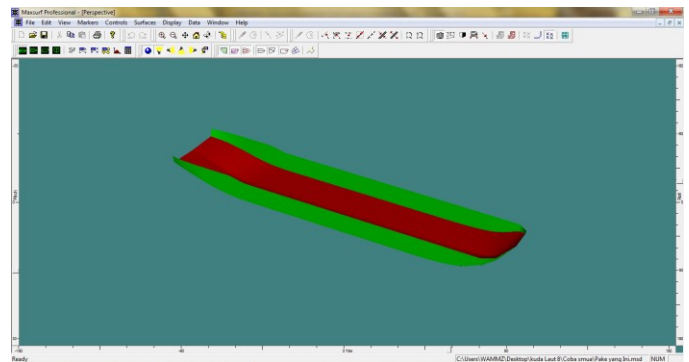 Maxsurf Professional - [Perspective]
File Edit View Markers Controls Surfaces Display Data Window Help
Ready
C:\Users\WAMMZ\Desktop\kuda Laut 8\Coba smua\Pake yang Ini.msd NUM